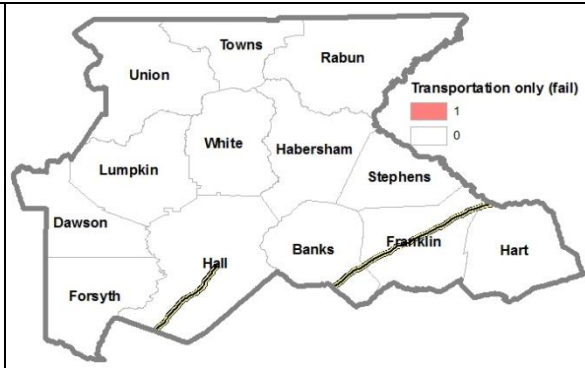 Towns
Union
Rabun
Transportation only (fail)
1
0
White
Habersham
Lumpkin
Stephens
Dawson
Hall
Banks
Franklin
Hart
Forsyth